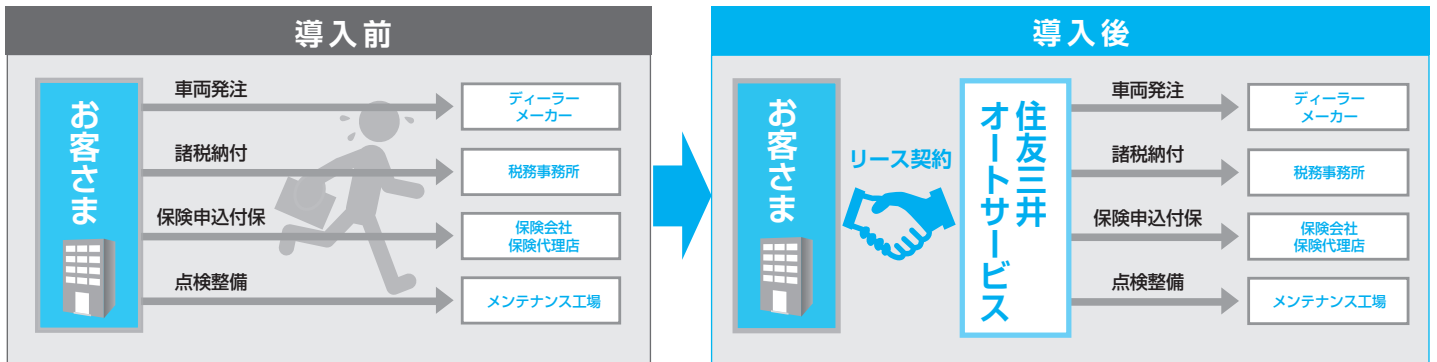 導入前
お客さま
車両発注
ディーラー
メーカー
諸税納付
税務事務所
保険申込付保
保険会社
保険代理店
点検整備
メンテナンス工場
導入後
お客さま
リース契約
住友三井
オートサービス
車両発注
ディーラー
メーカー
諸税納付
税務事務所
保険申込付保
保険会社
保険代理店
点検整備
メンテナンス工場